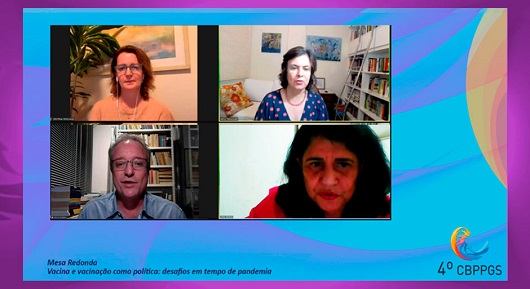 Mesa Redonda
Vacina e vacinação como política: desafios em tempo de pandemia
4º CBPPGS